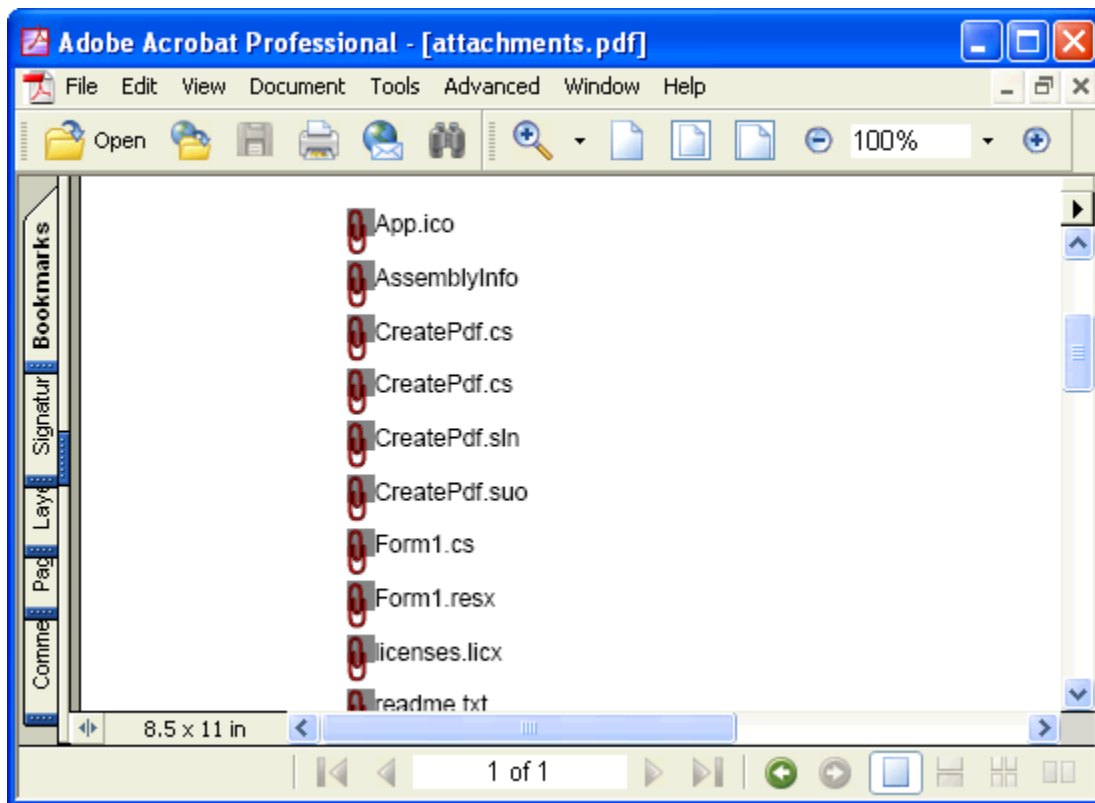 Adobe Acrobat Professional - [attachments.pdf]
File Edit View Document Tools Advanced Window Help
Open 100%
Bookmarks
Signatur
Laye
Pag
Comme
App.ico
AssemblyInfo
CreatePdf.cs
CreatePdf.cs
CreatePdf.sln
CreatePdf.suo
Form1.cs
Form1.resx
licenses.licx
readme.txt
8.5 x 11 in
1 of 1